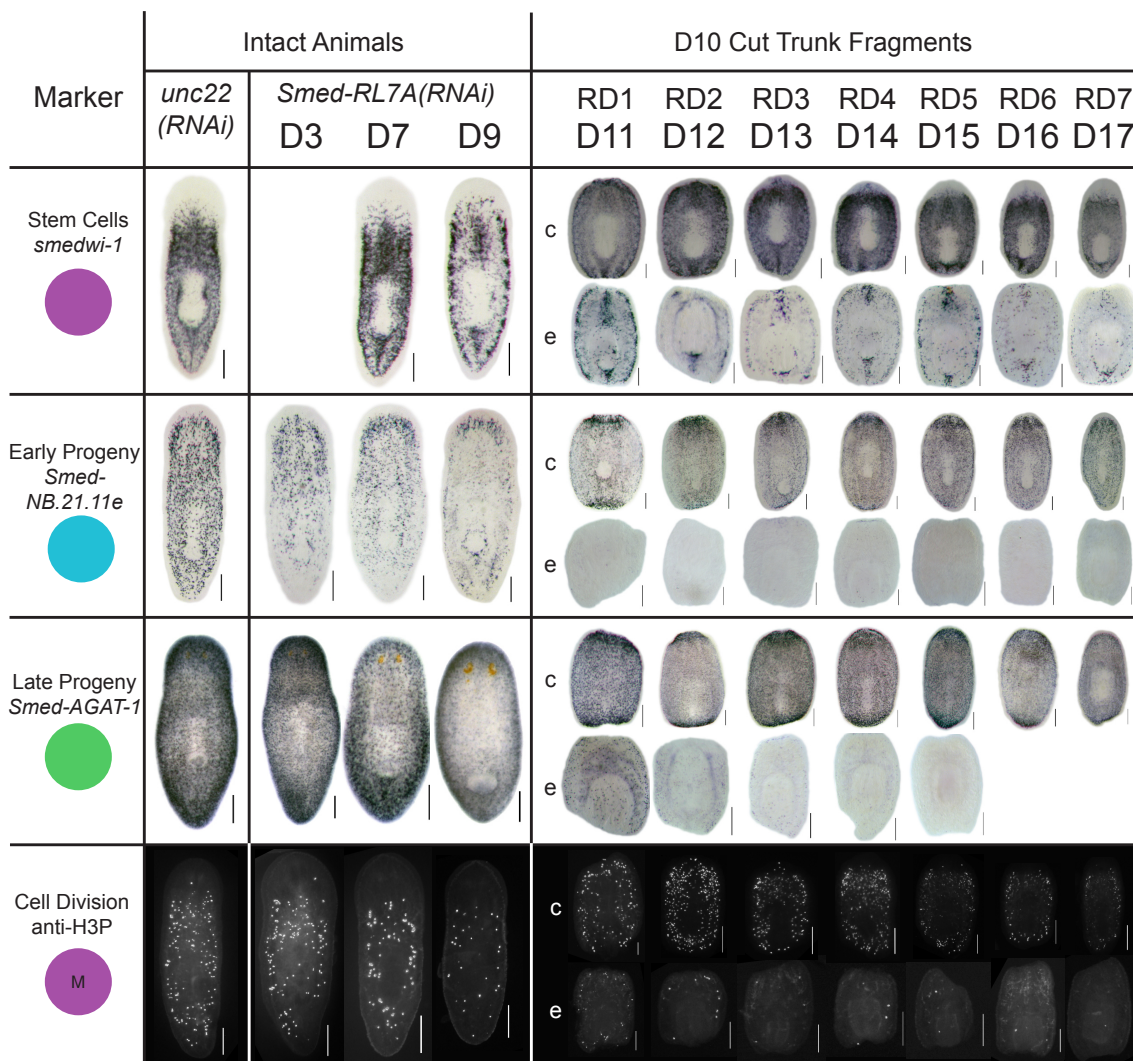 Marker
Intact Animals
D10 Cut Trunk Fragments
unc22
(RNAi)
Smed-RL7A(RNAi)
D3 D7 D9
RD1 RD2 RD3 RD4 RD5 RD6 RD7
D11 D12 D13 D14 D15 D16 D17
Stem Cells
smedwi-1
c
e
Early Progeny
Smed-
NB.21.11e
c
e
Late Progeny
Smed-AGAT-1
c
e
Cell Division
anti-H3P
M
c
e